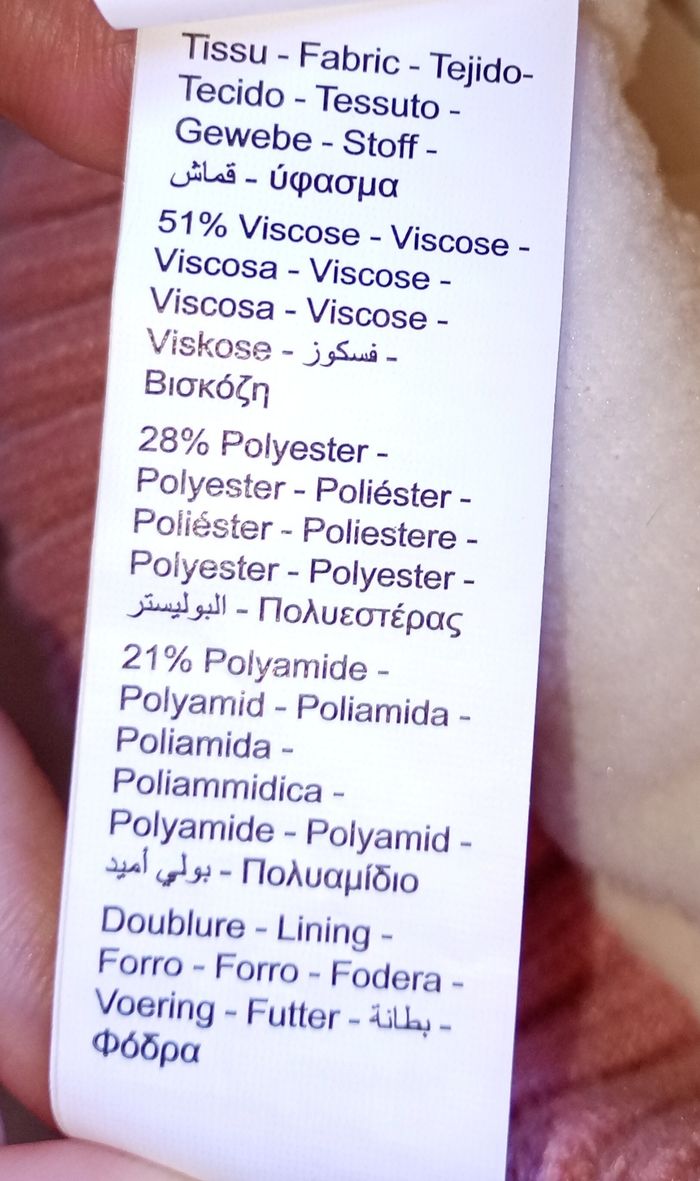 Tissu - Fabric - Tejido-
Tecido - Tessuto -
Gewebe - Stoff -
قماش - ύφασμα
51% Viscose - Viscose -
Viscosa - Viscose -
Viscosa - Viscose -
Viskose - فسكوز -
Βισκόζη
28% Polyester -
Polyester - Poliéster -
Poliéster - Poliestere -
Polyester - Polyester -
البوليستر - Πολυεστέρας
21% Polyamide -
Polyamid - Poliamida -
Poliamida -
Poliammidica -
Polyamide - Polyamid -
بولي أميد - Πολυαμίδιο
Doublure - Lining -
Forro - Forro - Fodera -
Voering - Futter - بطانة -
Φόδρα